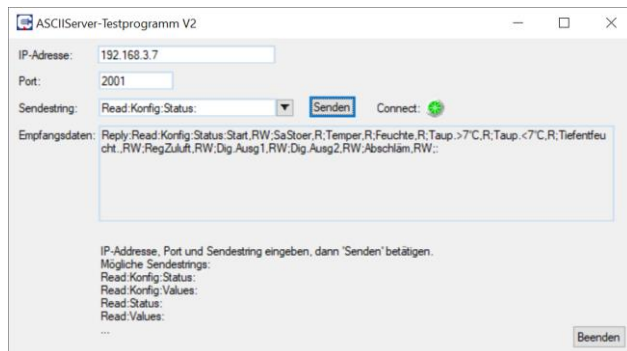 ASCIIServer-Testprogramm V2
IP-Adresse: 192.168.3.7
Port: 2001
Sendestring: Read:Konfig:Status: Senden Connect:
Empfangsdaten: Reply:Read:Konfig:Status:Start,RW;SaStoer,R;Temper,R;Feuchte,R;Taup.>7°C,R;Taup.<7°C,R;Tiefentfeu
cht.,RW;RegZuluft,RW;Dig.Ausg1,RW;Dig.Ausg2,RW;Abschläm,RW;:
IP-Addresse, Port und Sendestring eingeben, dann 'Senden' betätigen.
Mögliche Sendestrings:
Read:Konfig:Status:
Read:Konfig:Values:
Read:Status:
Read:Values:
...
Beenden